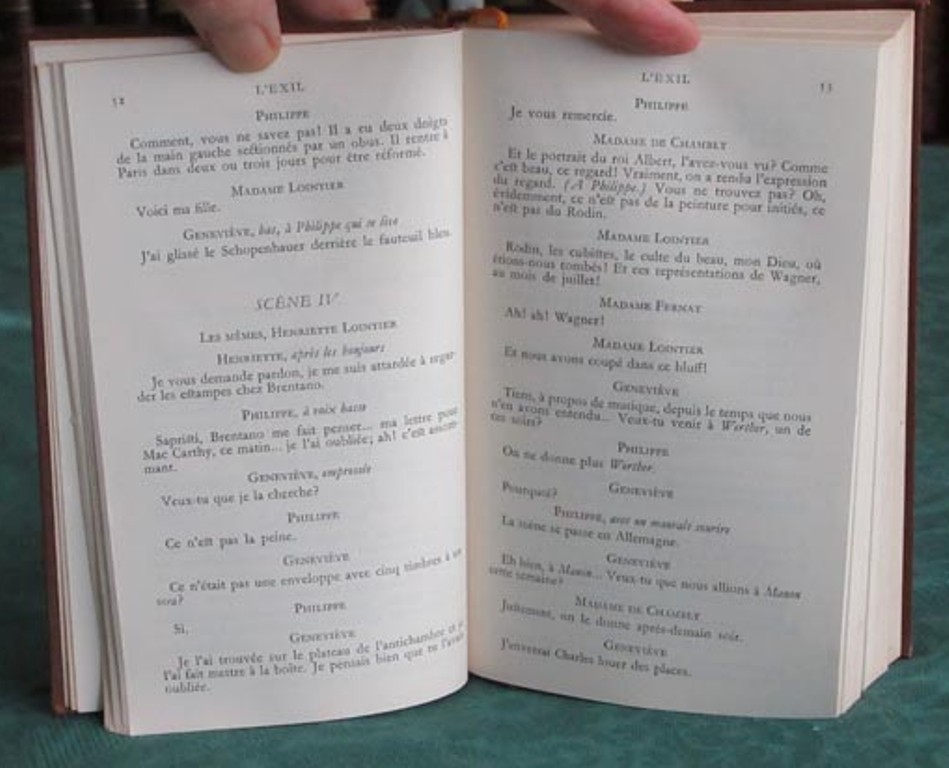 52
L'EXIL
PHILIPPE
Comment, vous ne savez pas! Il a eu deux doigts
de la main gauche sectionnés par un obus. Il rentre à
Paris dans deux ou trois jours pour être réformé.
MADAME LOINTIER
Voici ma fille.
GENEVIÈVE, bas, à Philippe qui se lève
J'ai glissé le Schopenhauer derrière le fauteuil bleu.
SCÈNE IV
LES MÊMES, HENRIETTE LOINTIER
HENRIETTE, après les bonjours
Je vous demande pardon, je me suis attardée à regar-
der les estampes chez Brentano.
PHILIPPE, à voix basse
Sapristi, Brentano me fait penser... ma lettre pour
Mac Carthy, ce matin... je l'ai oubliée; ah! c'est assom-
mant.
GENEVIÈVE, empressée
Veux-tu que je la cherche?
PHILIPPE
Ce n'est pas la peine.
GENEVIÈVE
Ce n'était pas une enveloppe avec cinq timbres à un
sou?
PHILIPPE
Si.
GENEVIÈVE
Je l'ai trouvée sur le plateau de l'antichambre et je
l'ai fait mettre à la boîte. Je pensais bien que tu l'avais
oubliée.
L'EXIL
53
PHILIPPE
Je vous remercie.
MADAME DE CHAMBLY
Et le portrait du roi Albert, l'avez-vous vu? Comme
c'est beau, ce regard! Vraiment, on a rendu l'expression
du regard. (A Philippe.) Vous ne trouvez pas? Oh,
évidemment, ce n'est pas de la peinture pour initiés, ce
n'est pas du Rodin.
MADAME LOINTIER
Rodin, les cubistes, le culte du beau, mon Dieu, où
étions-nous tombés! Et ces représentations de Wagner,
au mois de juillet!
MADAME FERNAT
Ah! ah! Wagner!
MADAME LOINTIER
Et nous avons coupé dans ce bluff!
GENEVIÈVE
Tiens, à propos de musique, depuis le temps que nous
n'en avons entendu... Veux-tu venir à Werther, un de
ces soirs?
PHILIPPE
On ne donne plus Werther.
GENEVIÈVE
Pourquoi?
PHILIPPE, avec un mauvais sourire
La scène se passe en Allemagne.
GENEVIÈVE
Eh bien, à Manon... Veux-tu que nous allions à Manon
cette semaine?
MADAME DE CHAMBLY
Justement, on le donne après-demain soir.
GENEVIÈVE
J'enverrai Charles louer des places.